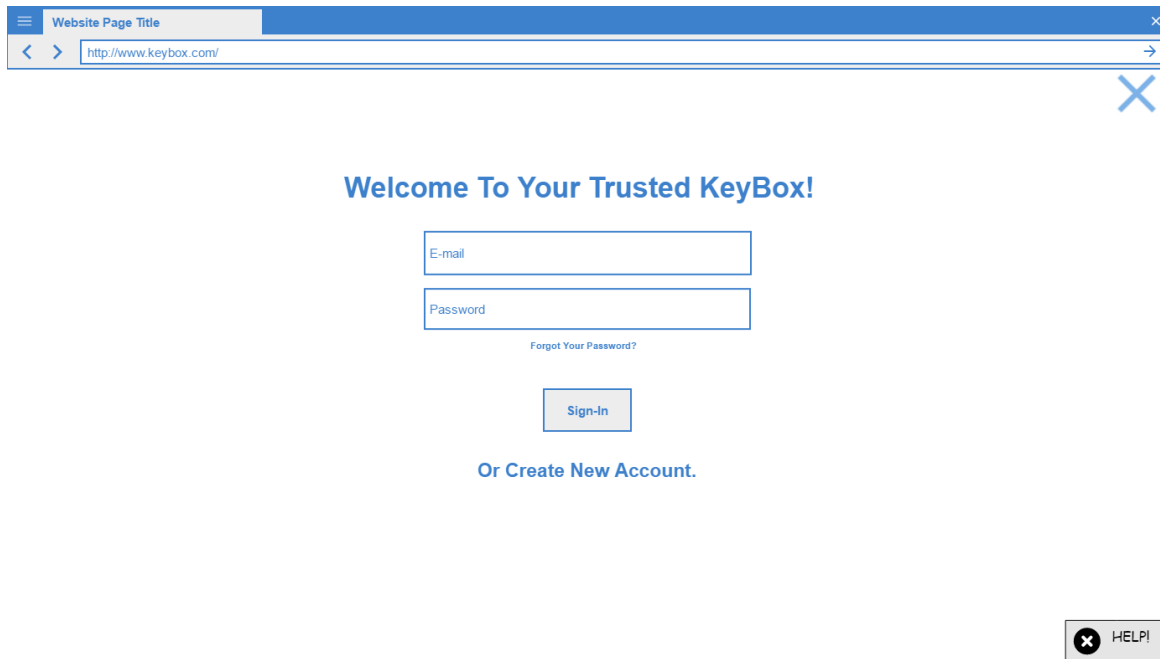 Website Page Title
http://www.keybox.com/
Welcome To Your Trusted KeyBox!
E-mail
Password
Forgot Your Password?
Sign-In
Or Create New Account.
HELP!